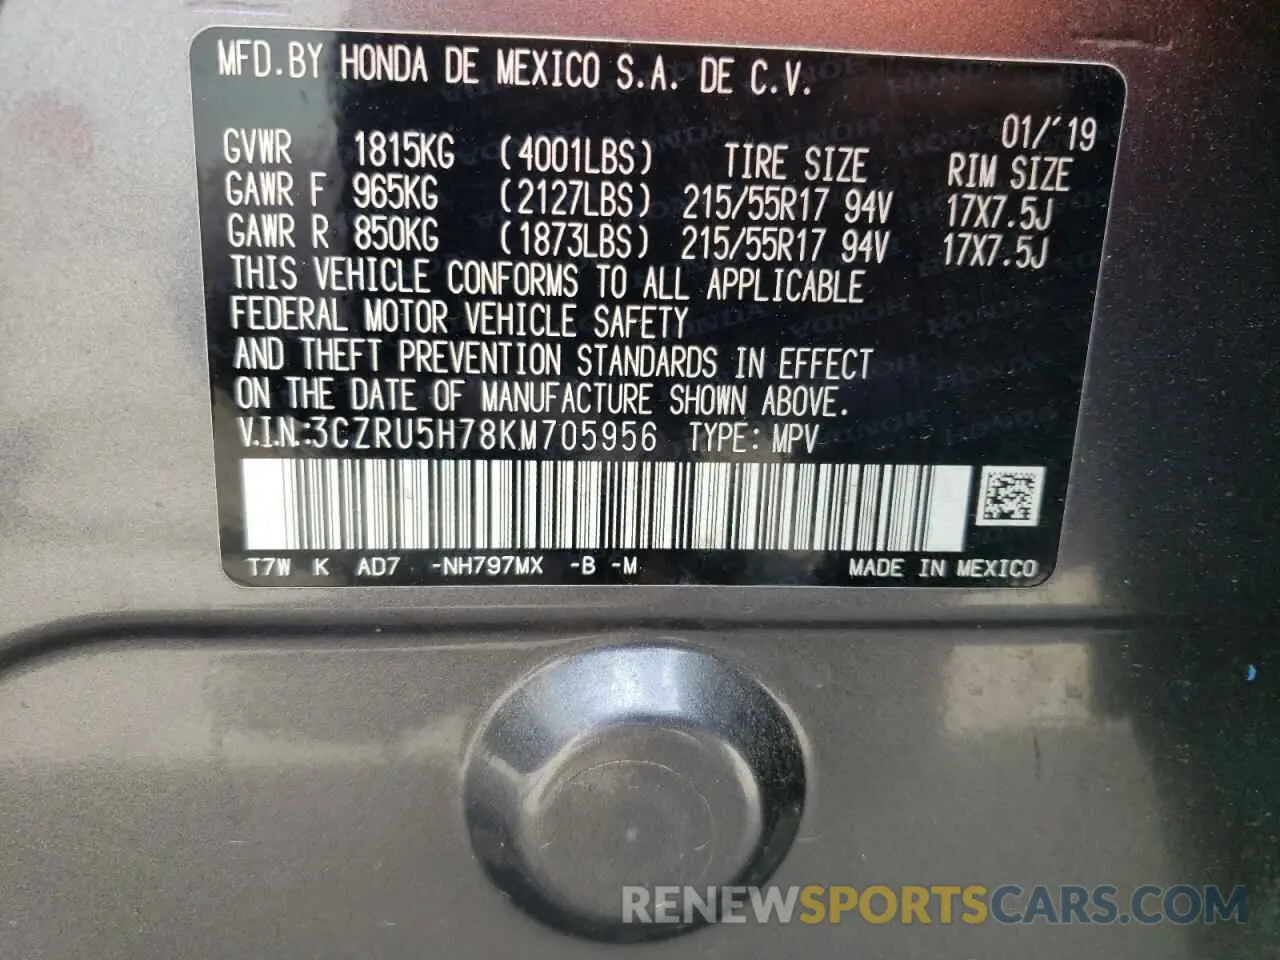 MFD.BY HONDA DE MEXICO S.A. DE C.V.
01/'19
GVWR 1815KG (4001LBS) TIRE SIZE RIM SIZE
GAWR F 965KG (2127LBS) 215/55R17 94V 17X7.5J
GAWR R 850KG (1873LBS) 215/55R17 94V 17X7.5J
THIS VEHICLE CONFORMS TO ALL APPLICABLE
FEDERAL MOTOR VEHICLE SAFETY
AND THEFT PREVENTION STANDARDS IN EFFECT
ON THE DATE OF MANUFACTURE SHOWN ABOVE.
V.I.N.:3CZRU5H78KM705956 TYPE: MPV
T7W K AD7 -NH797MX -B -M MADE IN MEXICO
RENEWSPORTSCARS.COM